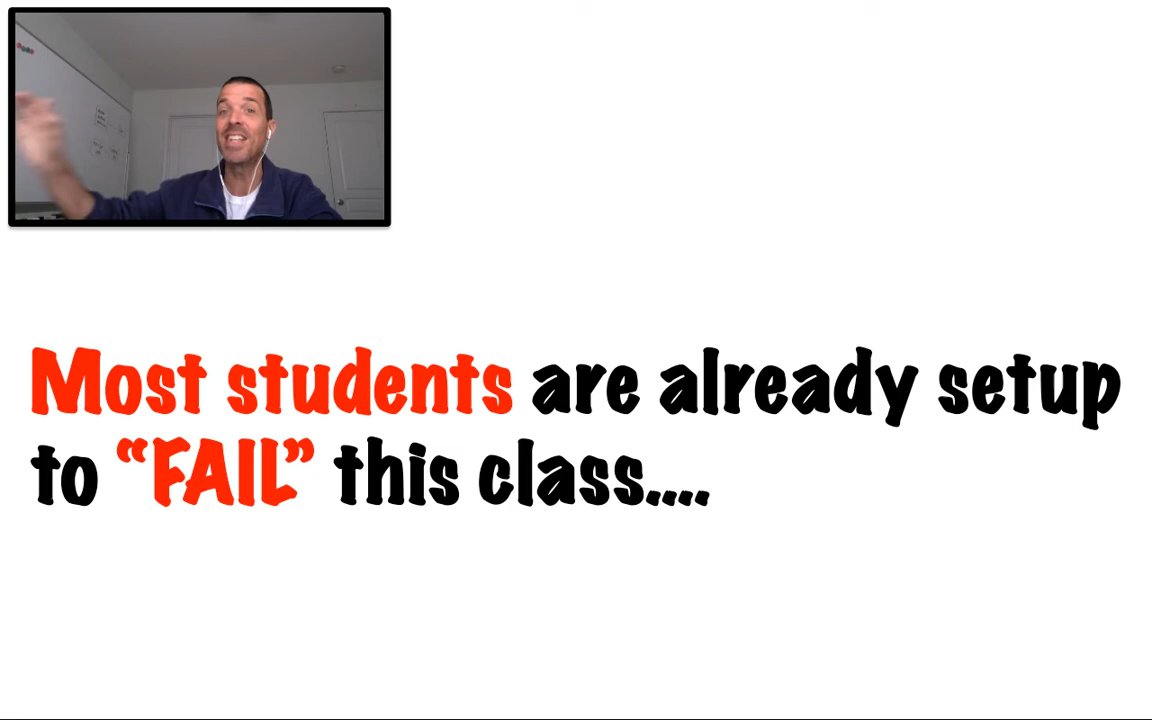 Most students are already setup
to “FAIL” this class....